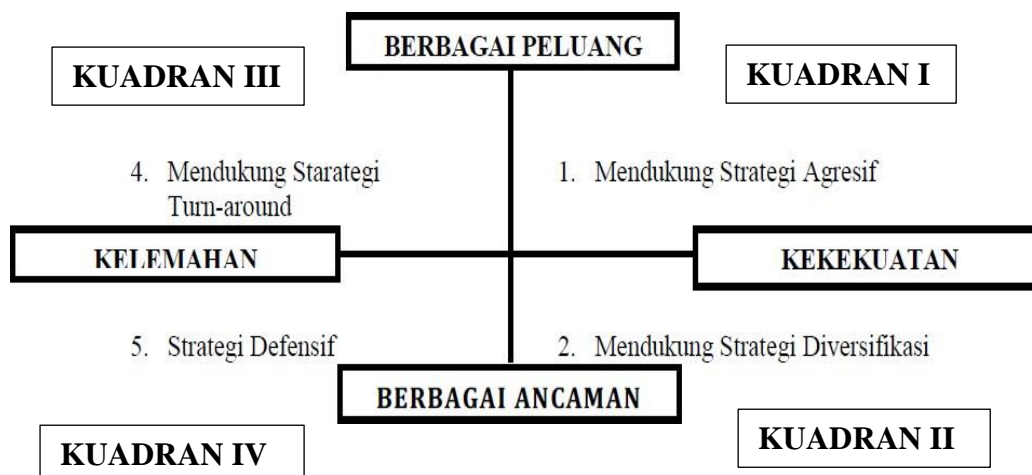 BERBAGAI PELUANG
KUADRAN III
KUADRAN I
4. Mendukung Starategi
Turn-around
1. Mendukung Strategi Agresif
KELEMAHAN
KEKEKUATAN
5. Strategi Defensif
2. Mendukung Strategi Diversifikasi
BERBAGAI ANCAMAN
KUADRAN IV
KUADRAN II